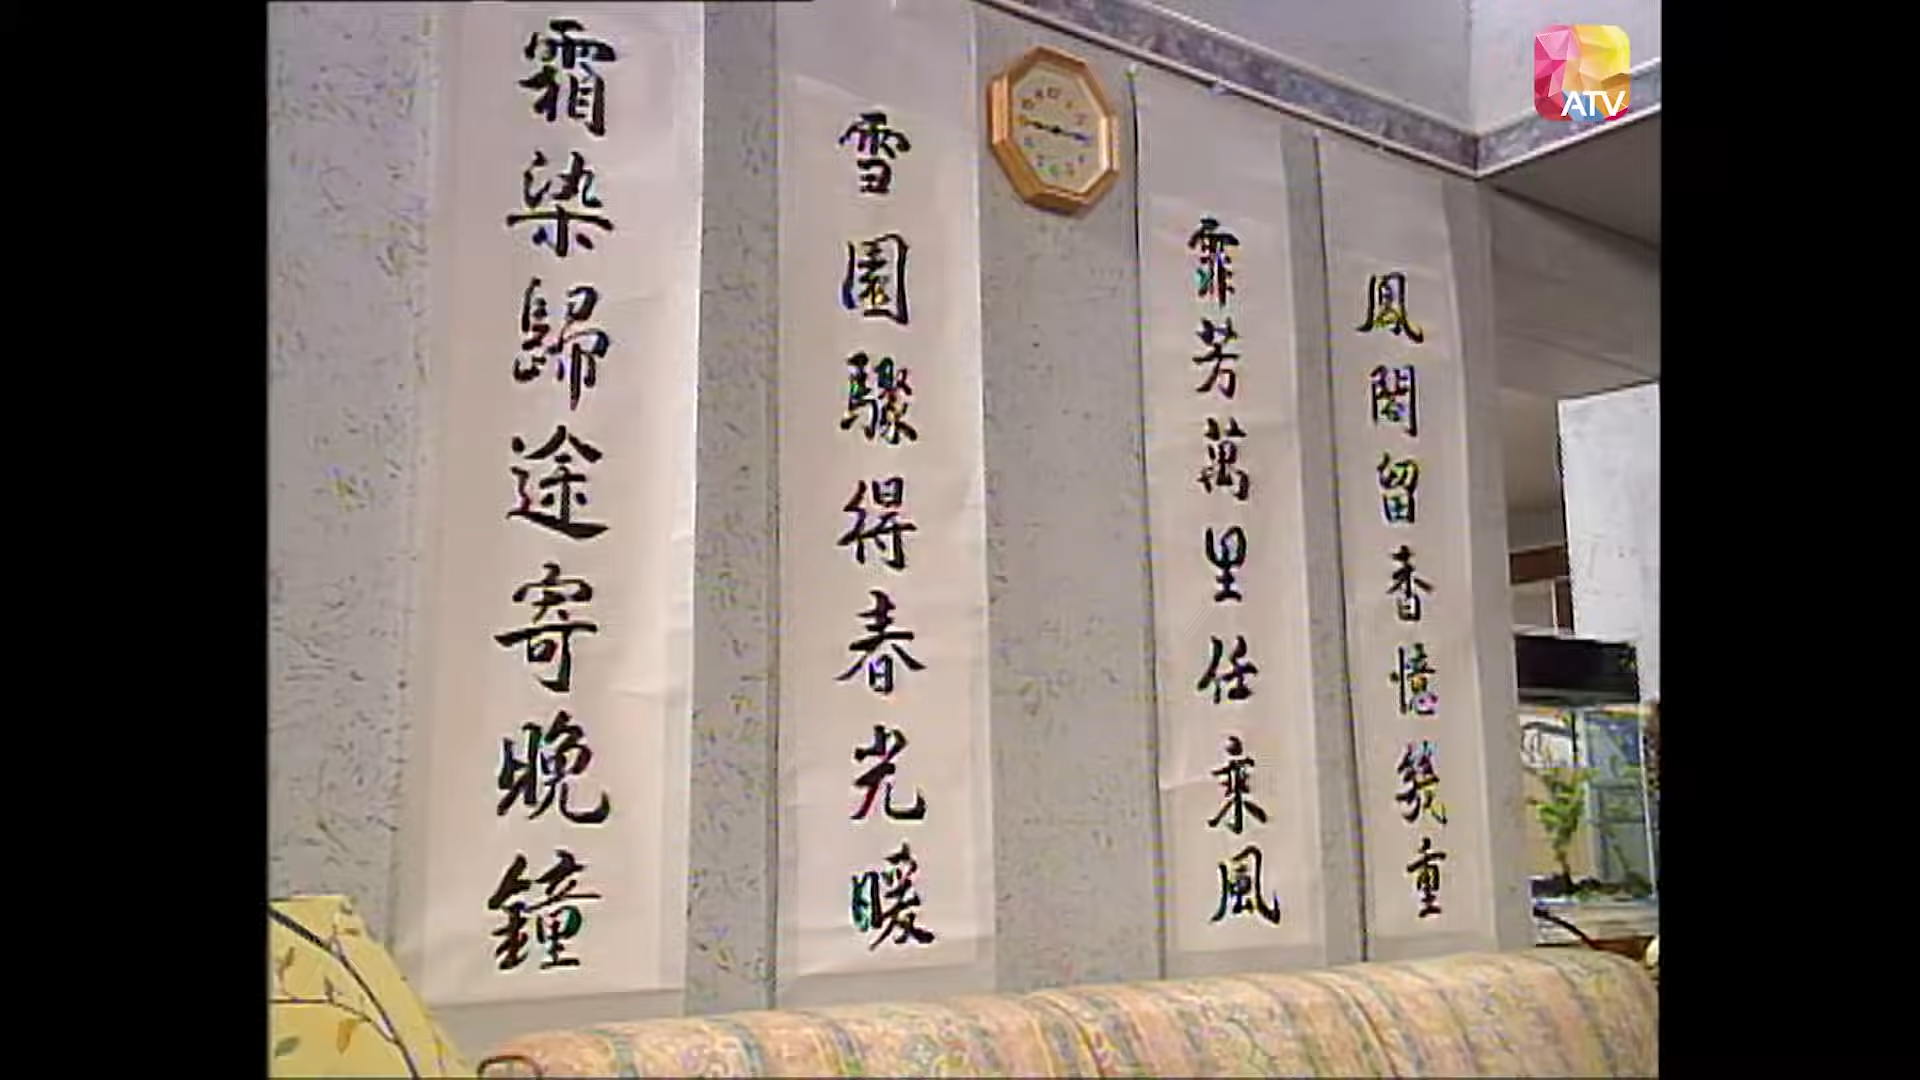 鳳閣留香憶幾重
霏芳萬里任乘風
雪園驟得春光暖
霜染歸途寄晚鐘
ATV